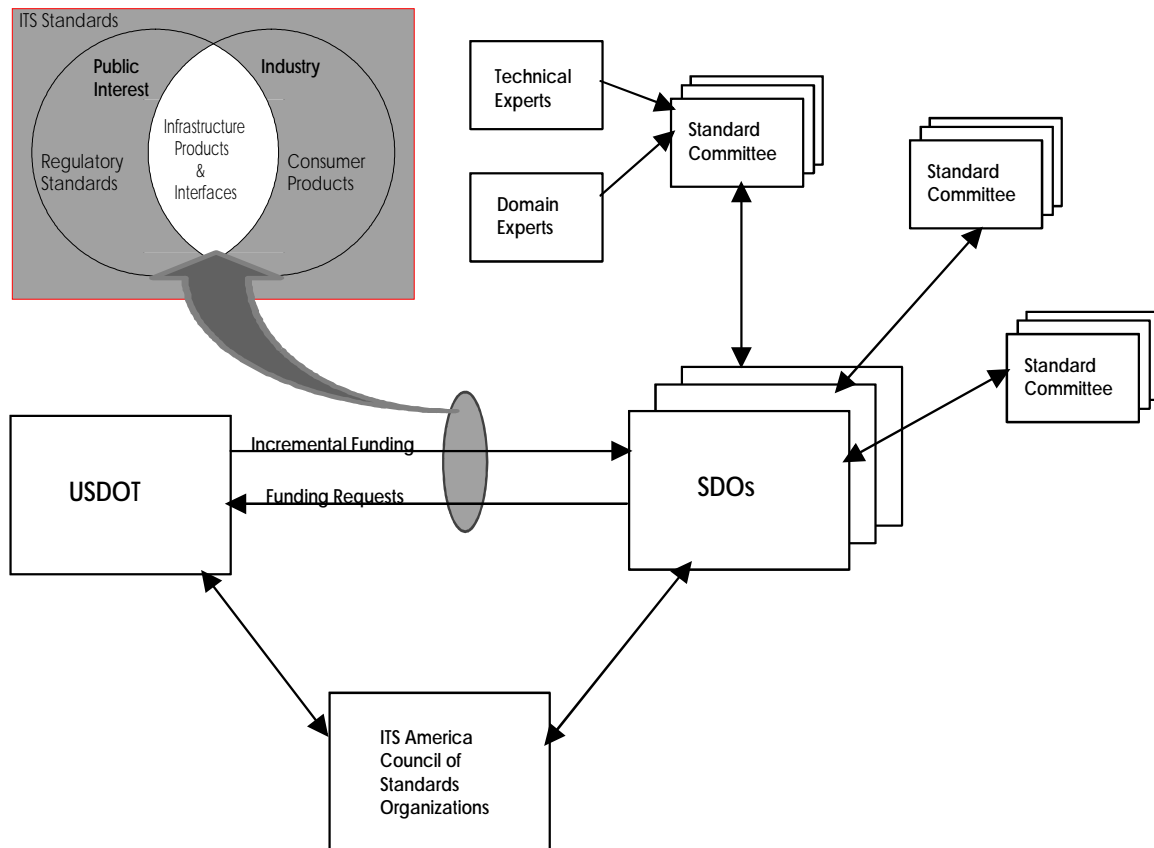 ITS Standards
Public
Interest
Industry
Regulatory
Standards
Infrastructure
Products
&
Interfaces
Consumer
Products
Technical
Experts
Domain
Experts
Standard
Committee
Standard
Committee
Standard
Committee
USDOT
Incremental Funding
Funding Requests
SDOs
ITS America
Council of
Standards
Organizations